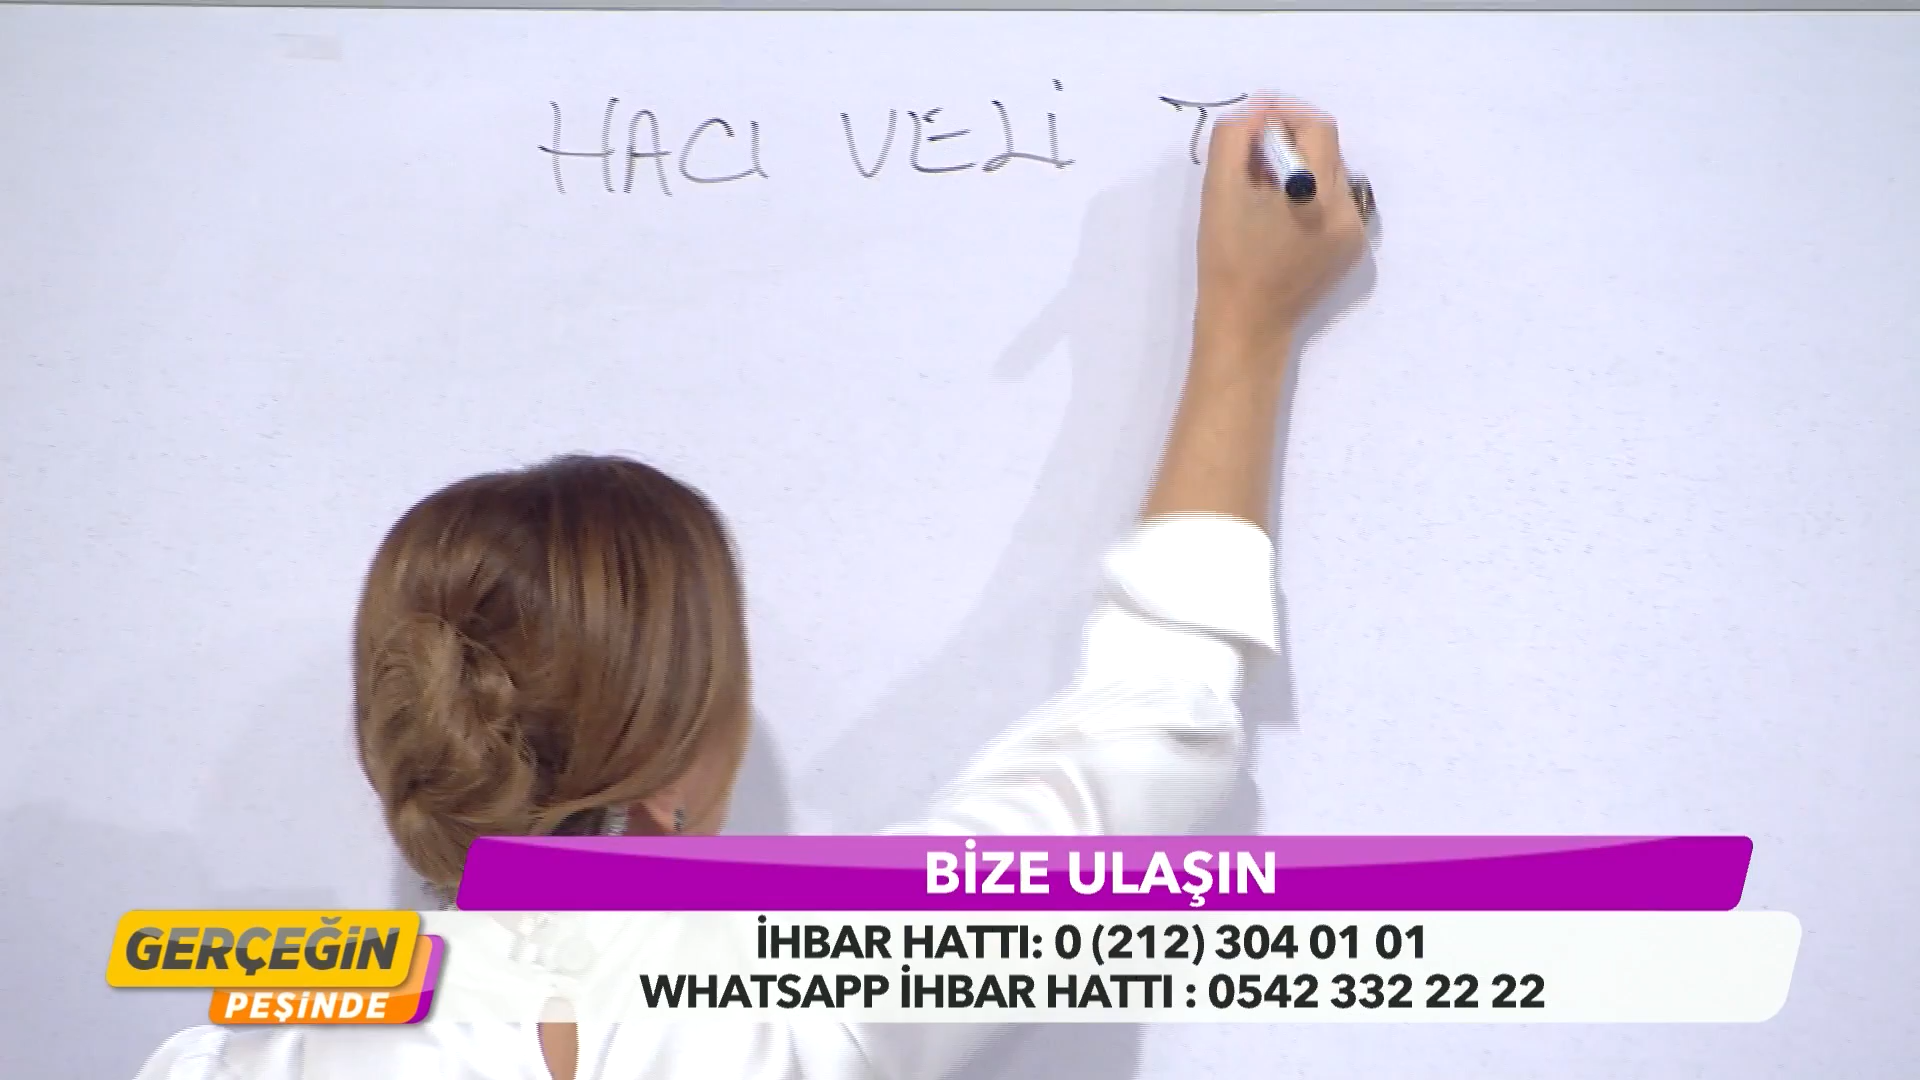 HACI VELİ T
BİZE ULAŞIN
İHBAR HATTI: 0 (212) 304 01 01
WHATSAPP İHBAR HATTI : 0542 332 22 22
GERÇEĞİN
PEŞİNDE